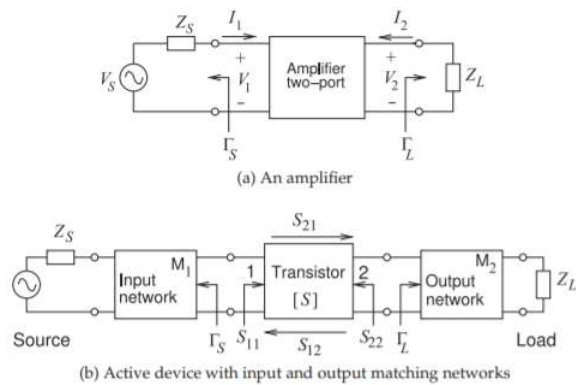 Z_S
I_1
I_2
V_S
+
V_1
−
Amplifier
two−port
+
V_2
−
Z_L
Γ_S
Γ_L
(a) An amplifier
Z_S
S_21
M_1
Input
network
1
Transistor
[S]
2
M_2
Output
network
Z_L
Source
Γ_S
S_11
S_12
S_22
Γ_L
Load
(b) Active device with input and output matching networks